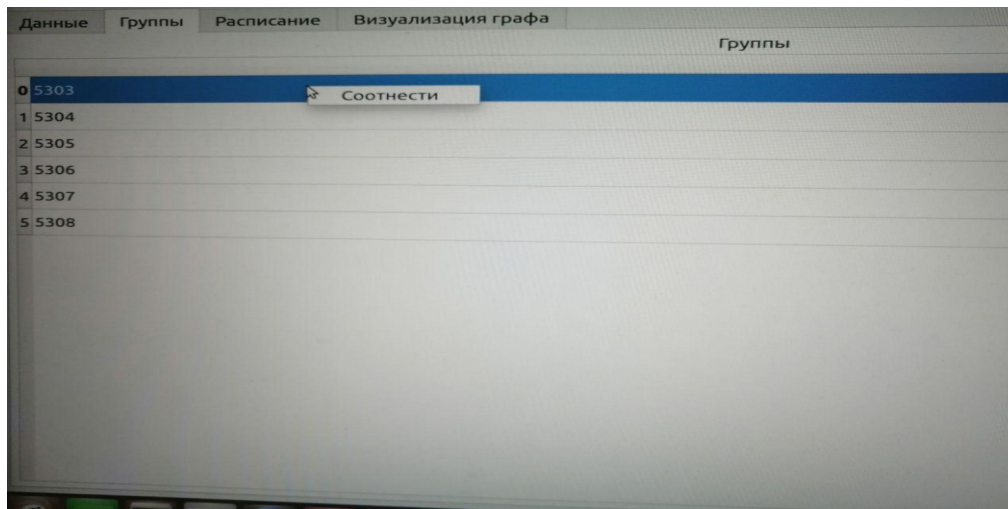 Данные Группы Расписание Визуализация графа
Группы
0 5303
Соотнести
1 5304
2 5305
3 5306
4 5307
5 5308